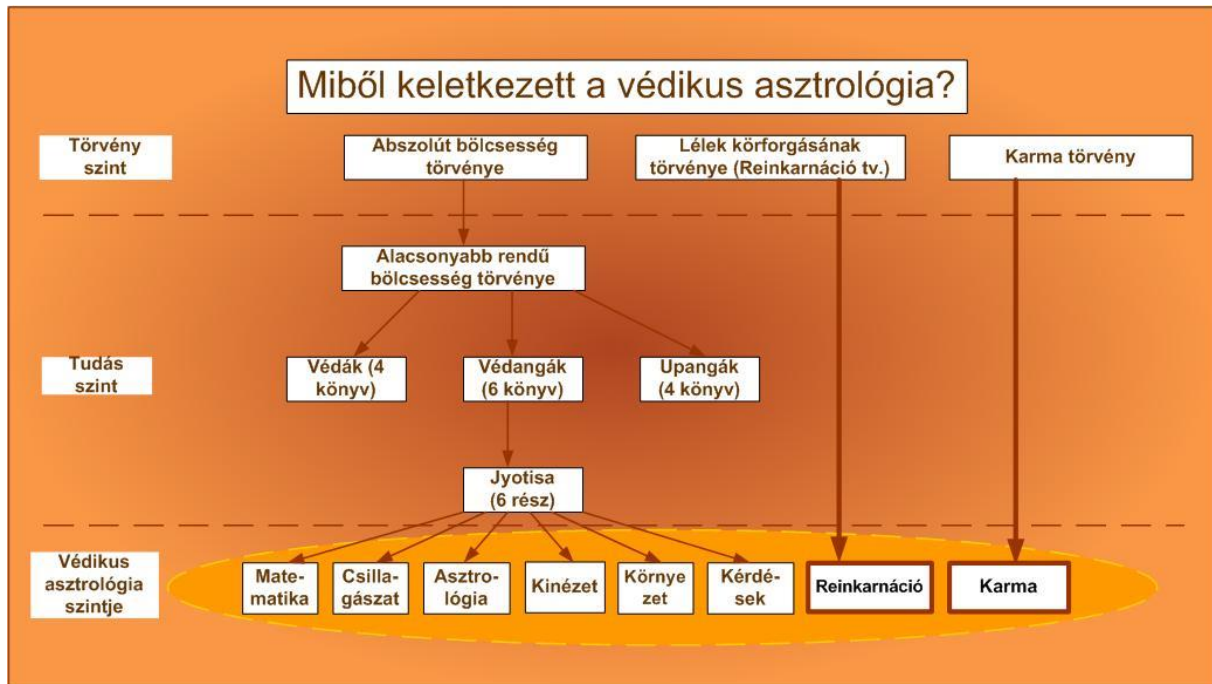 Miből keletkezett a védikus asztrológia?
Törvény
szint
Abszolút bölcsesség
törvénye
Lélek körforgásának
törvénye (Reinkarnáció tv.)
Karma törvény
Alacsonyabb rendű
bölcsesség törvénye
Tudás
szint
Védák (4
könyv)
Védangák
(6 könyv)
Upangák
(4 könyv)
Jyotisa
(6 rész)
Védikus
asztrológia
szintje
Mate-
matika
Csilla-
gászat
Asztro-
lógia
Kinézet
Környe
zet
Kérdé-
sek
Reinkarnáció
Karma